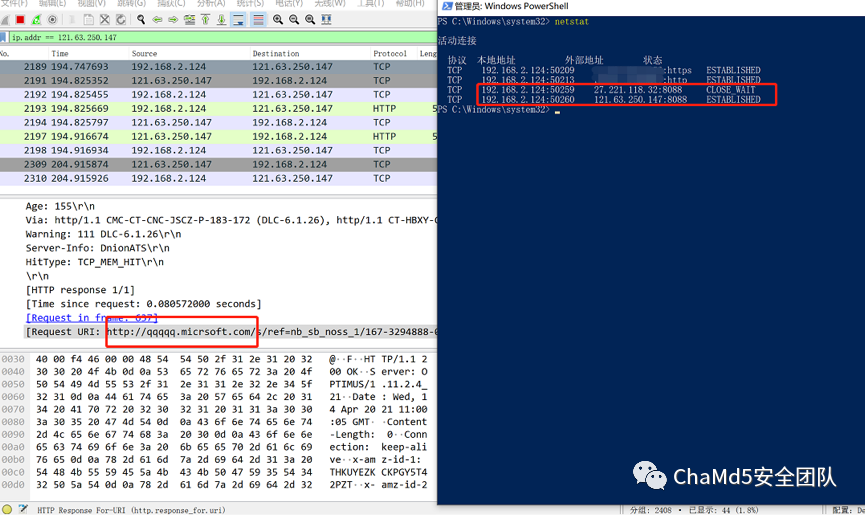 文件(F) 编辑(E) 视图(V) 跳转(G) 捕获(C) 分析(A) 统计(S) 电话(Y) 无线(W) 工具(T) 帮助(H)
ip.addr == 121.63.250.147
No. Time Source Destination Protocol Leng
2189 194.747693 192.168.2.124 121.63.250.147 TCP
2191 194.825352 121.63.250.147 192.168.2.124 TCP
2192 194.825455 192.168.2.124 121.63.250.147 TCP
2193 194.825669 192.168.2.124 121.63.250.147 HTTP 5
2194 194.825797 121.63.250.147 192.168.2.124 TCP
2197 194.916674 121.63.250.147 192.168.2.124 HTTP 4
2198 194.916934 192.168.2.124 121.63.250.147 TCP
2309 204.915874 121.63.250.147 192.168.2.124 TCP
2310 204.915926 192.168.2.124 121.63.250.147 TCP
Age: 155\r\n
Via: http/1.1 CMC-CT-CNC-JSCZ-P-183-172 (DLC-6.1.26), http/1.1 CT-HBXY-
Warning: 111 DLC-6.1.26\r\n
Server-Info: DnionATS\r\n
HitType: TCP_MEM_HIT\r\n
\r\n
[HTTP response 1/1]
[Time since request: 0.080572000 seconds]
[Request in frame: 637]
[Request URI: http://qqqqq.micrsoft.com/s/ref=nb_sb_noss_1/167-3294888-0
0030 40 00 f4 46 00 00 48 54 54 50 2f 31 2e 31 20 32 @··F··HT TP/1.1 2
0040 30 30 20 4f 4b 0d 0a 53 65 72 76 65 72 3a 20 4f 00 OK··S erver: O
0050 50 54 49 4d 55 53 2f 31 2e 31 31 2e 32 2e 34 5f PTIMUS/1 .11.2.4_
0060 32 31 0d 0a 44 61 74 65 3a 20 57 65 64 2c 20 31 21··Date : Wed, 1
0070 34 20 41 70 72 20 32 30 32 31 20 31 31 3a 30 30 4 Apr 20 21 11:00
0080 3a 30 35 20 47 4d 54 0d 0a 43 6f 6e 74 65 6e 74 :05 GMT· ·Content
0090 2d 4c 65 6e 67 74 68 3a 20 30 0d 0a 43 6f 6e 6e -Length: 0··Conn
00a0 65 63 74 69 6f 6e 3a 20 6b 65 65 70 2d 61 6c 69 ection: keep-ali
00b0 76 65 0d 0a 78 2d 61 6d 7a 2d 69 64 2d 31 3a 20 ve··x-am z-id-1:
00c0 54 48 4b 55 59 45 5a 4b 43 4b 50 47 59 35 54 34 THKUYEZK CKPGY5T4
00d0 32 50 5a 54 0d 0a 78 2d 61 6d 7a 2d 69 64 2d 32 2PZT··x- amz-id-2
HTTP Response For-URI (http.response_for.uri)
分组: 2408 · 已显示: 44 (1.8%)
配置: De
管理员: Windows PowerShell
PS C:\Windows\system32> netstat
活动连接
协议 本地地址 外部地址 状态
TCP 192.168.2.124:50209 :https ESTABLISHED
TCP 192.168.2.124:50213 :http ESTABLISHED
TCP 192.168.2.124:50259 27.221.118.32:8088 CLOSE_WAIT
TCP 192.168.2.124:50260 121.63.250.147:8088 ESTABLISHED
PS C:\Windows\system32>
ChaMd5安全团队